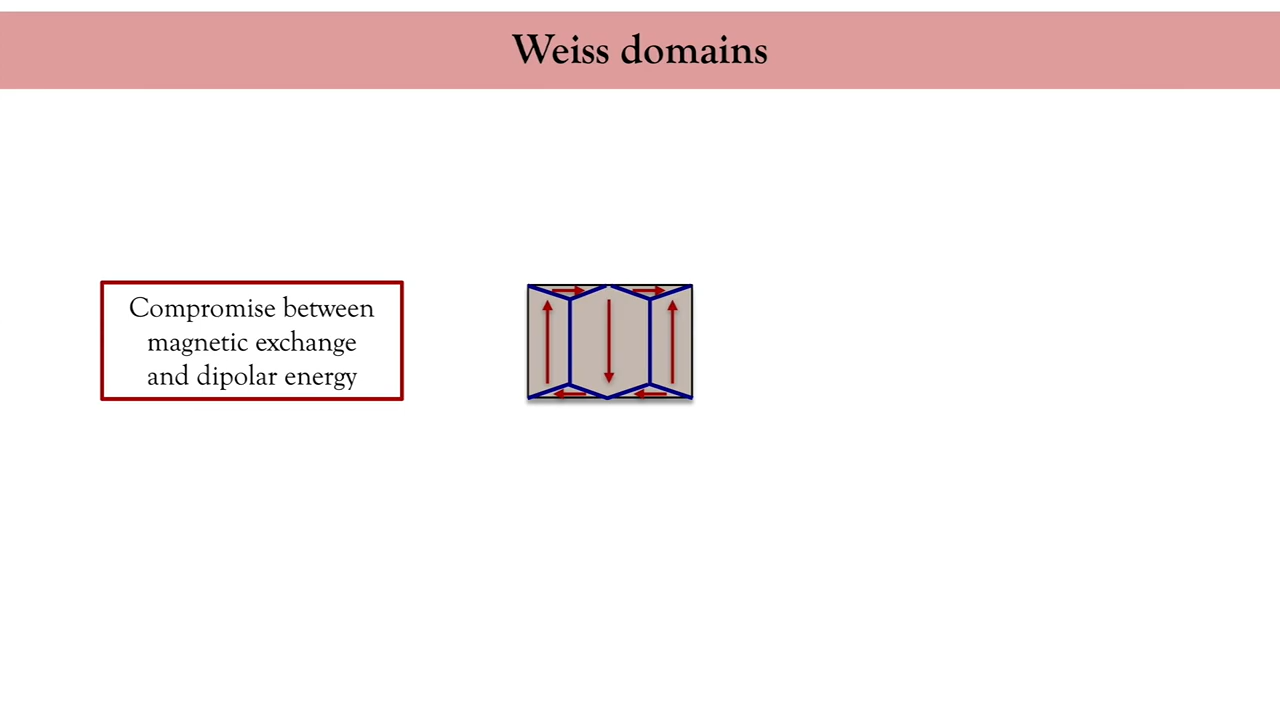 Weiss domains
Compromise between
magnetic exchange
and dipolar energy